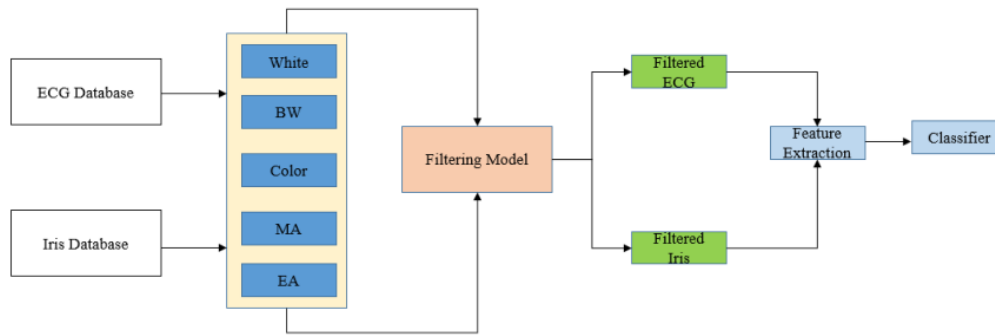 ECG Database
Iris Database
White
BW
Color
MA
EA
Filtering Model
Filtered
ECG
Filtered
Iris
Feature
Extraction
Classifier